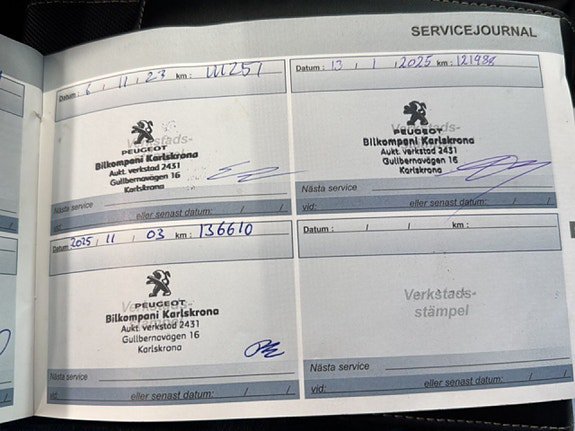 SERVICEJOURNAL
Datum: 6 / 11 / 23 km: 111251
Verkstads-
PEUGEOT
Bilkompani Karlskrona
Aukt. verkstad 2431
Gullbernavägen 16
Karlskrona
Nästa service
vid: eller senast datum: / /
Datum: 13 / 1 / 2025 km: 121988
Verkstads-
PEUGEOT
Bilkompani Karlskrona
Aukt. verkstad 2431
Gullbernavägen 16
Karlskrona
Nästa service
vid: eller senast datum: / /
Datum: 2025 / 11 / 03 km: 136610
PEUGEOT
Bilkompani Karlskrona
Aukt. verkstad 2431
Gullbernavägen 16
Karlskrona
Nästa service
vid: eller senast datum: / /
Datum: / / km:
Verkstads-
stämpel
Nästa service
vid: eller senast datum: / /